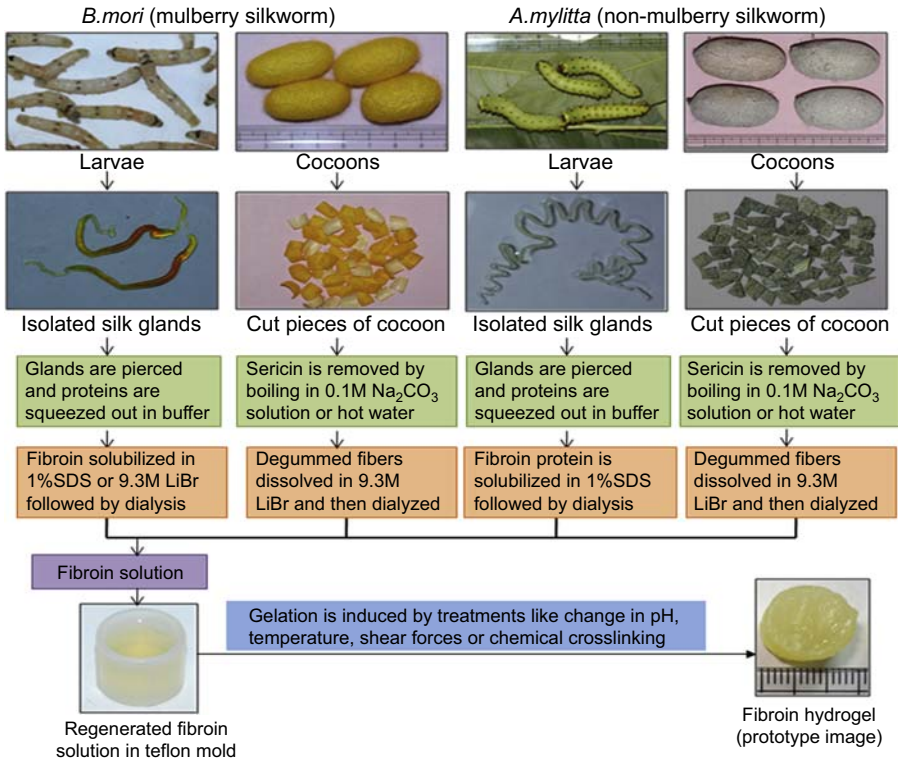 B.mori (mulberry silkworm)
A.mylitta (non-mulberry silkworm)
Larvae
Cocoons
Larvae
Cocoons
Isolated silk glands
Cut pieces of cocoon
Isolated silk glands
Cut pieces of cocoon
Glands are pierced
and proteins are
squeezed out in buffer
Sericin is removed by
boiling in 0.1M Na₂CO₃
solution or hot water
Glands are pierced
and proteins are
squeezed out in buffer
Sericin is removed by
boiling in 0.1M Na₂CO₃
solution or hot water
Fibroin solubilized in
1%SDS or 9.3M LiBr
followed by dialysis
Degummed fibers
dissolved in 9.3M
LiBr and then dialyzed
Fibroin protein is
solubilized in 1%SDS
followed by dialysis
Degummed fibers
dissolved in 9.3M
LiBr and then dialyzed
Fibroin solution
Gelation is induced by treatments like change in pH,
temperature, shear forces or chemical crosslinking
Regenerated fibroin
solution in teflon mold
Fibroin hydrogel
(prototype image)